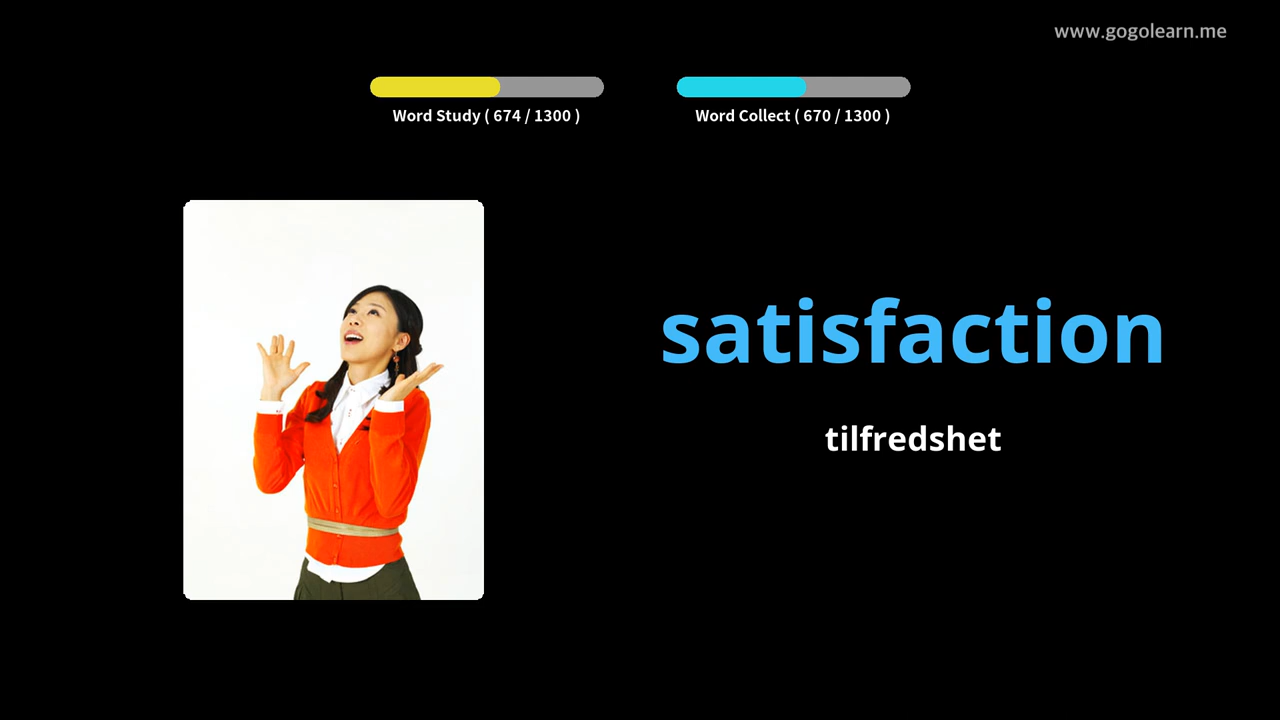 www.gogolearn.me
Word Study ( 674 / 1300 )
Word Collect ( 670 / 1300 )
satisfaction
tilfredshet